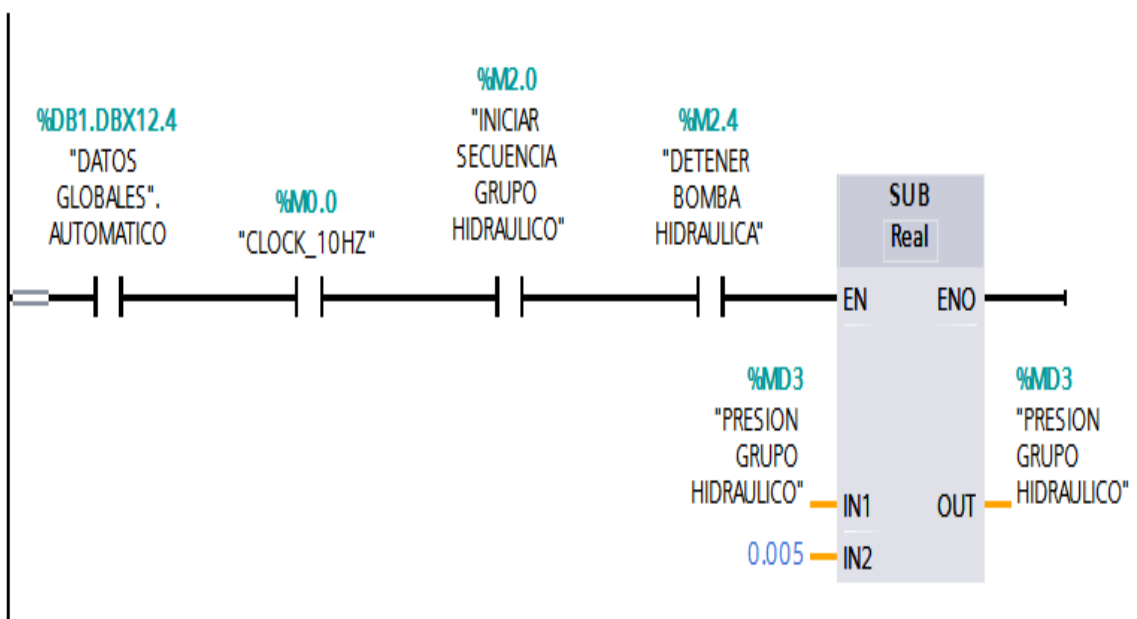 %DB1.DBX12.4
"DATOS
GLOBALES".
AUTOMATICO
%M0.0
"CLOCK_10HZ"
%M2.0
"INICIAR
SECUENCIA
GRUPO
HIDRAULICO"
%M2.4
"DETENER
BOMBA
HIDRAULICA"
SUB
Real
EN
ENO
%MD3
"PRESION
GRUPO
HIDRAULICO"
IN1
0.005
IN2
OUT
%MD3
"PRESION
GRUPO
HIDRAULICO"